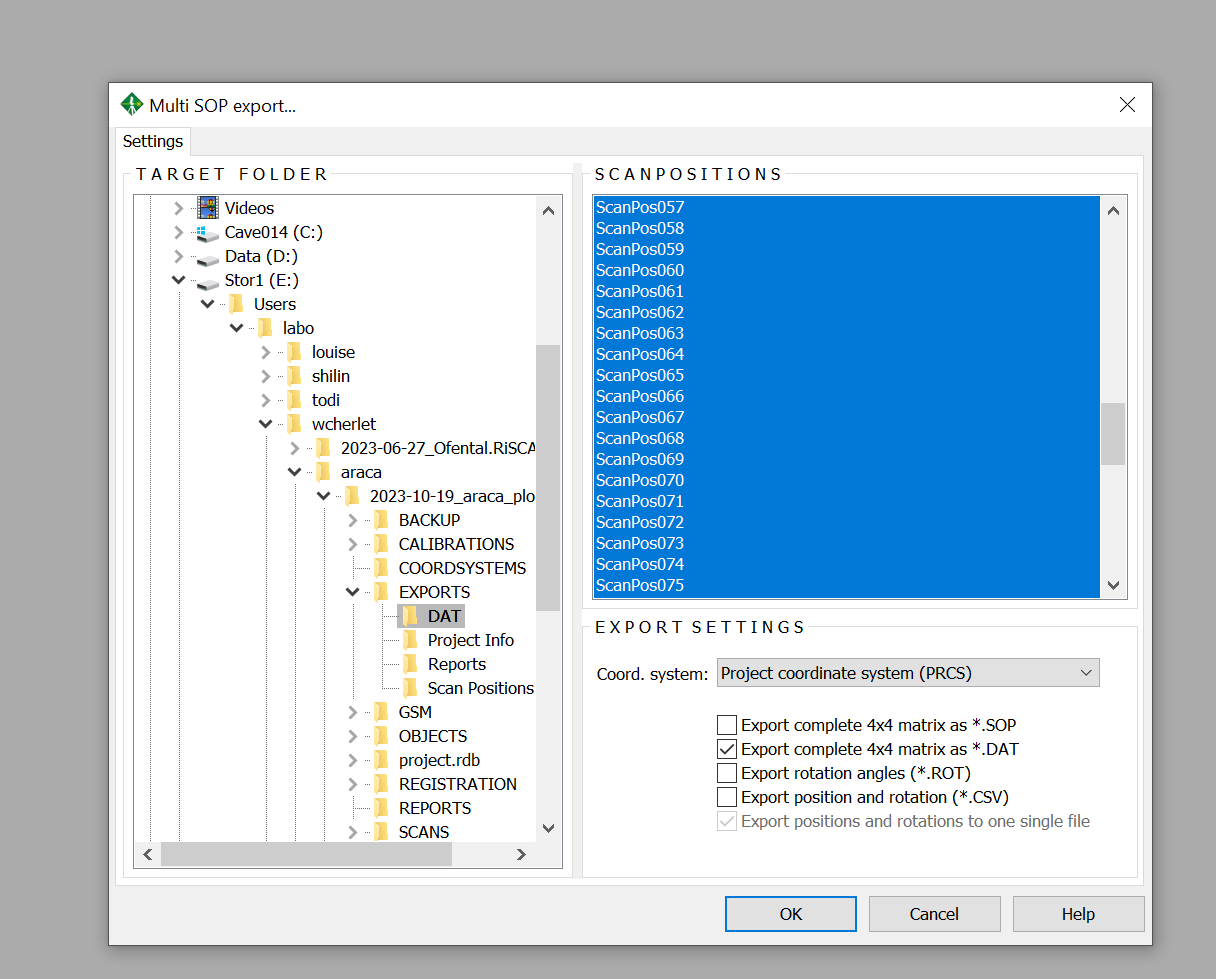 Multi SOP export...
Settings
TARGET FOLDER
Videos
Cave014 (C:)
Data (D:)
Stor1 (E:)
Users
labo
louise
shilin
todi
wcherlet
2023-06-27_Ofental.RiSCA
araca
2023-10-19_araca_plo
BACKUP
CALIBRATIONS
COORDSYSTEMS
EXPORTS
DAT
Project Info
Reports
Scan Positions
GSM
OBJECTS
project.rdb
REGISTRATION
REPORTS
SCANS
SCANPOSITIONS
ScanPos057
ScanPos058
ScanPos059
ScanPos060
ScanPos061
ScanPos062
ScanPos063
ScanPos064
ScanPos065
ScanPos066
ScanPos067
ScanPos068
ScanPos069
ScanPos070
ScanPos071
ScanPos072
ScanPos073
ScanPos074
ScanPos075
EXPORT SETTINGS
Coord. system: Project coordinate system (PRCS)
Export complete 4x4 matrix as *.SOP
Export complete 4x4 matrix as *.DAT
Export rotation angles (*.ROT)
Export position and rotation (*.CSV)
Export positions and rotations to one single file
OK Cancel Help